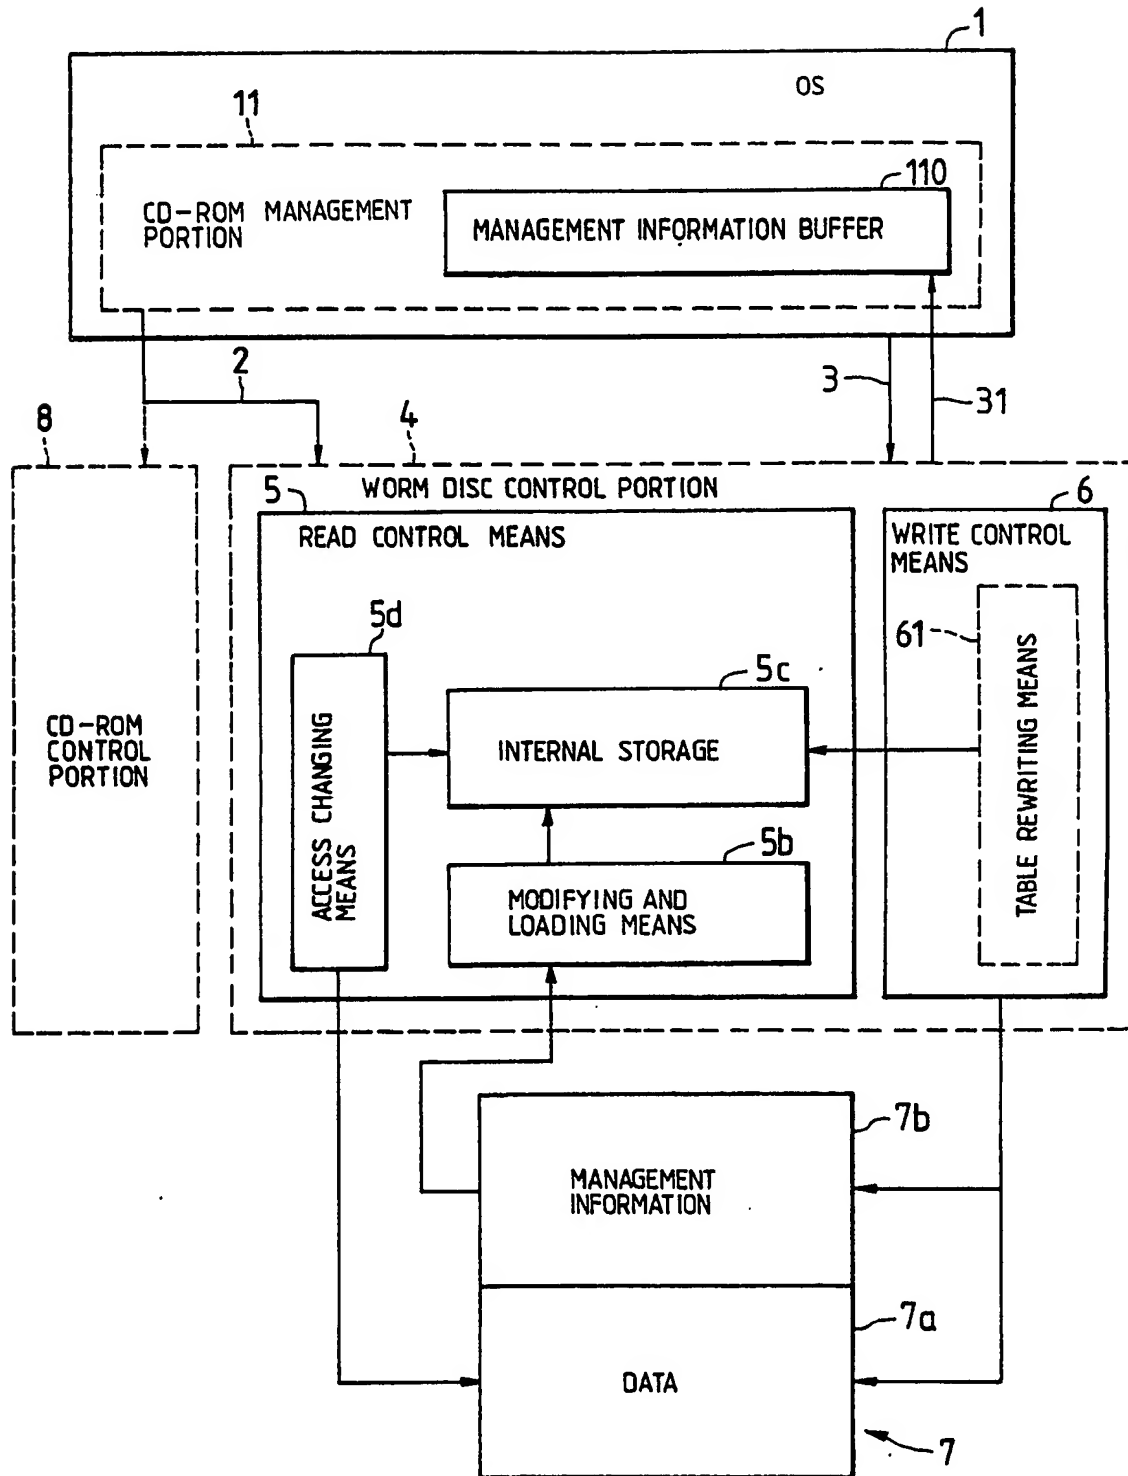 1
OS
11
110
CD-ROM MANAGEMENT
PORTION
MANAGEMENT INFORMATION BUFFER
2
3
31
8
4
WORM DISC CONTROL PORTION
5
6
READ CONTROL MEANS
WRITE CONTROL
MEANS
5d
61
5c
CD-ROM
CONTROL
PORTION
ACCESS CHANGING
MEANS
INTERNAL STORAGE
TABLE REWRITING MEANS
5b
MODIFYING AND
LOADING MEANS
7b
MANAGEMENT
INFORMATION
7a
DATA
7